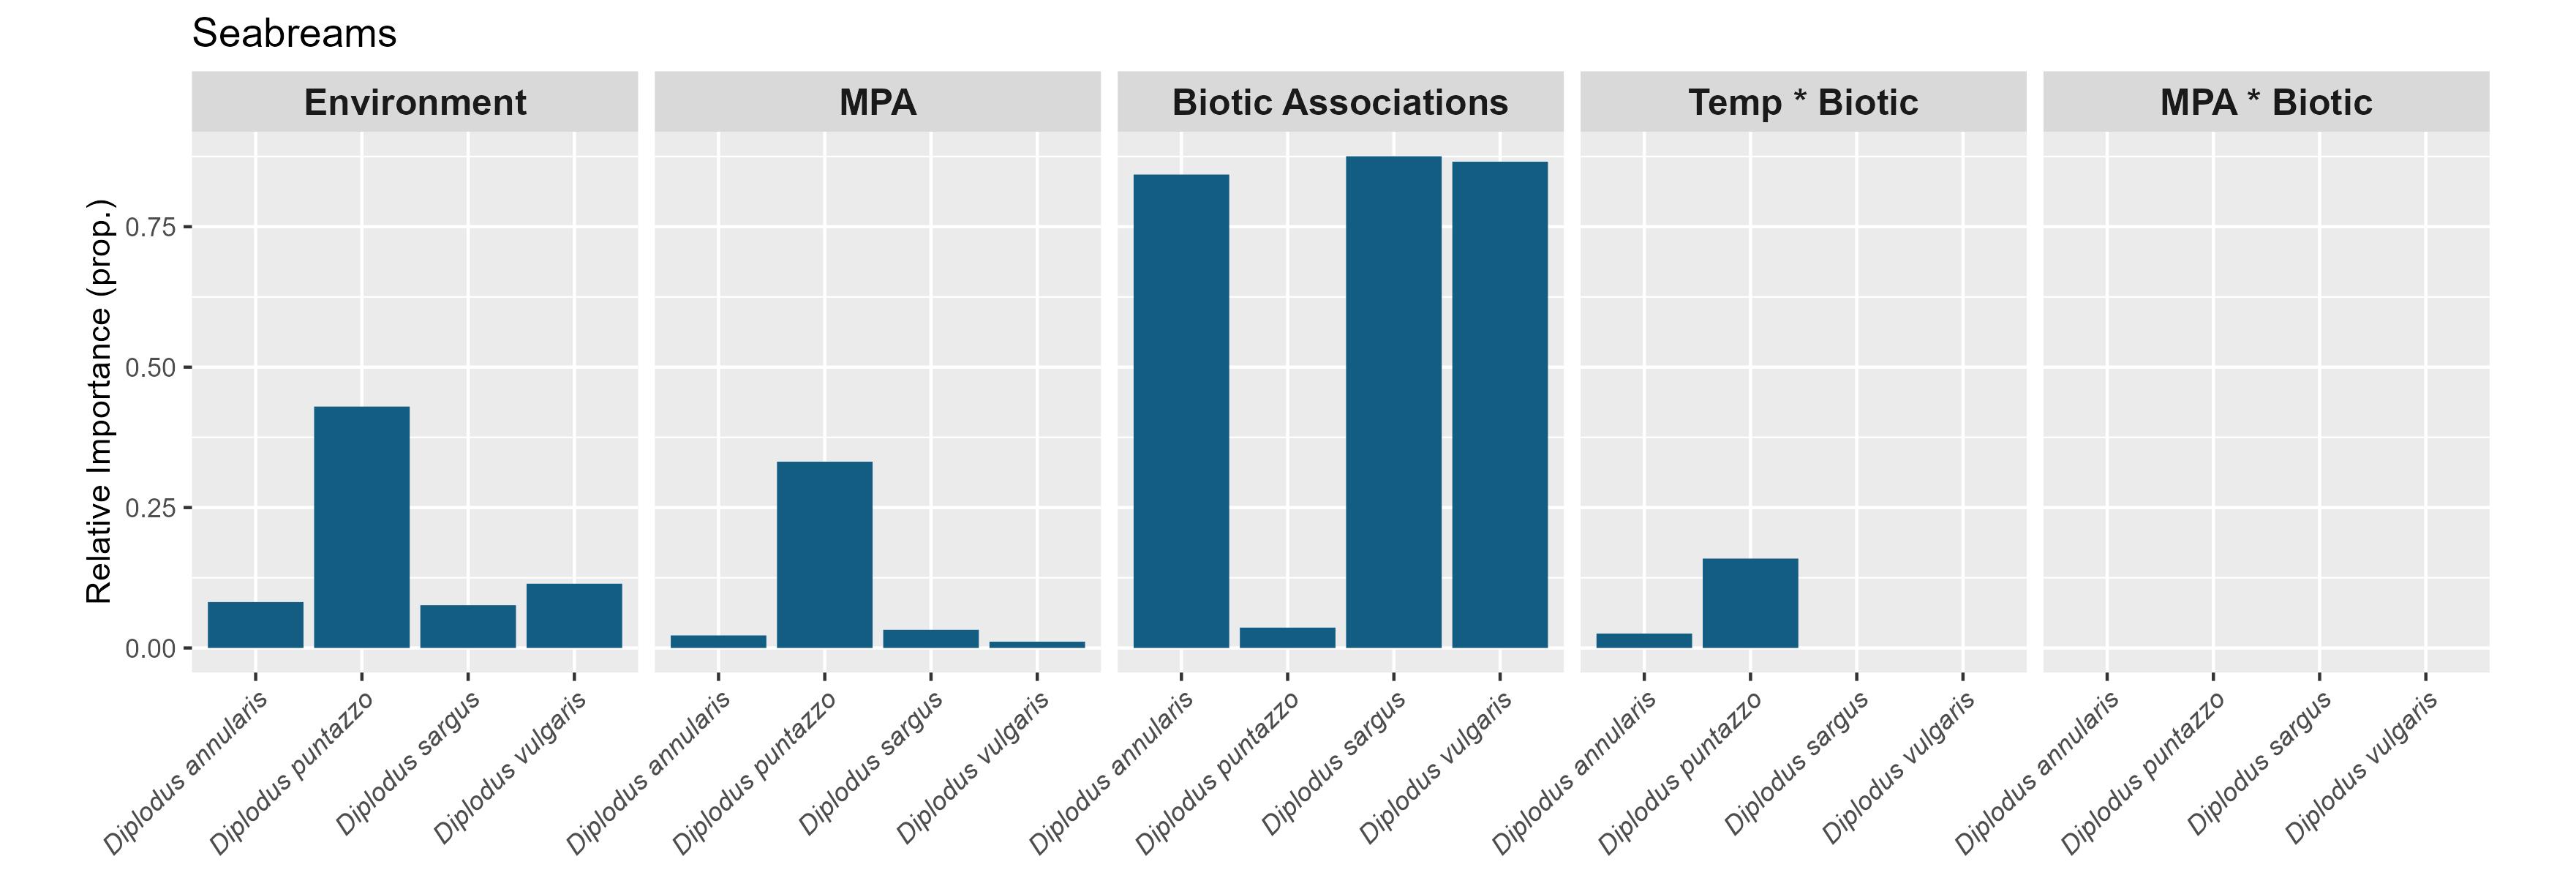 Seabreams
Environment
MPA
Biotic Associations
Temp * Biotic
MPA * Biotic
Relative Importance (prop.)
0.75
0.50
0.25
0.00
Diplodus annularis
Diplodus puntazzo
Diplodus sargus
Diplodus vulgaris
Diplodus annularis
Diplodus puntazzo
Diplodus sargus
Diplodus vulgaris
Diplodus annularis
Diplodus puntazzo
Diplodus sargus
Diplodus vulgaris
Diplodus annularis
Diplodus puntazzo
Diplodus sargus
Diplodus vulgaris
Diplodus annularis
Diplodus puntazzo
Diplodus sargus
Diplodus vulgaris